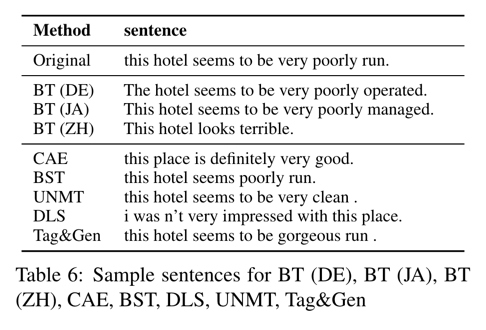 Method sentence
Original this hotel seems to be very poorly run.
BT (DE) The hotel seems to be very poorly operated.
BT (JA) This hotel seems to be very poorly managed.
BT (ZH) This hotel looks terrible.
CAE this place is definitely very good.
BST this hotel seems poorly run.
UNMT this hotel seems to be very clean .
DLS i was n't very impressed with this place.
Tag&Gen this hotel seems to be gorgeous run .
Table 6: Sample sentences for BT (DE), BT (JA), BT
(ZH), CAE, BST, DLS, UNMT, Tag&Gen